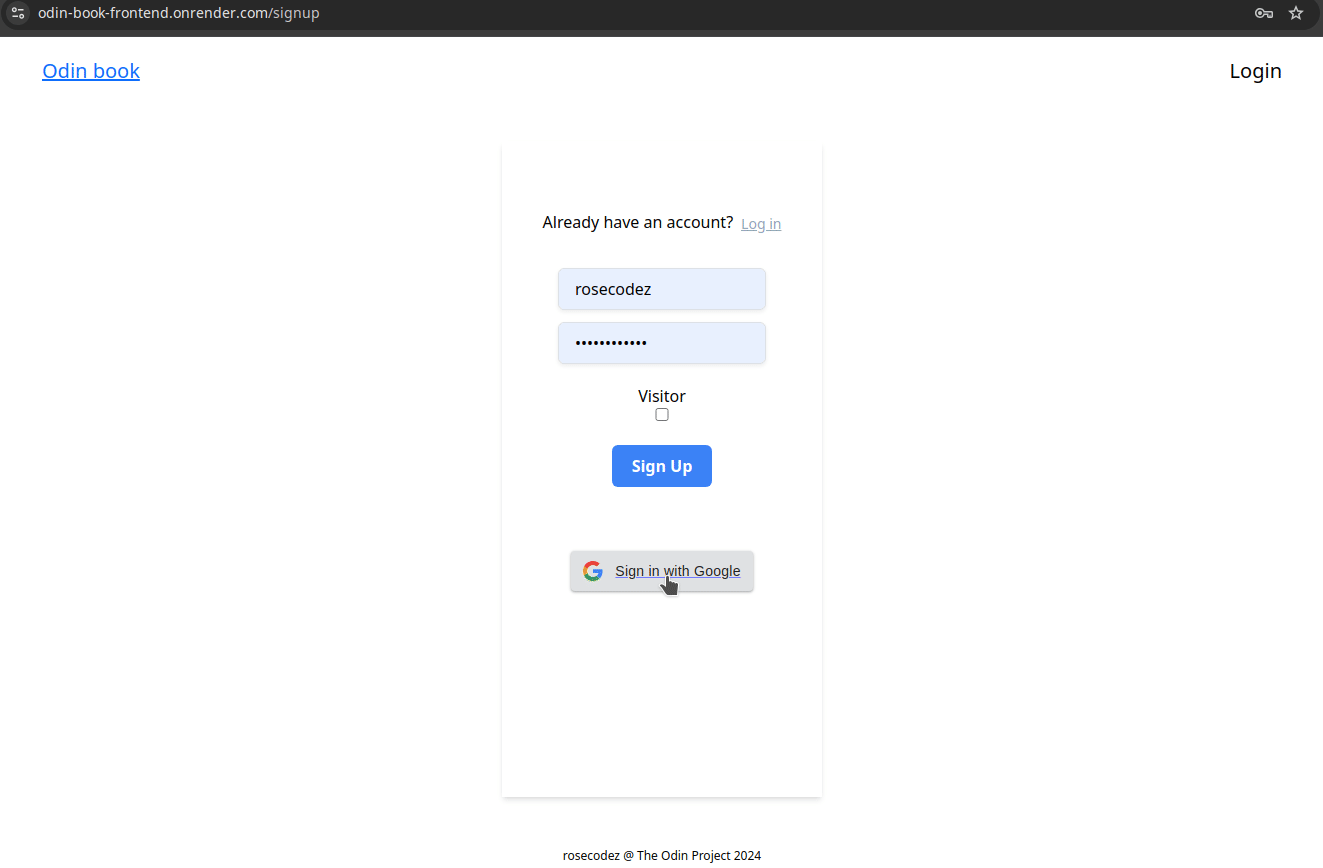 odin-book-frontend.onrender.com/signup
Odin book
Login
Already have an account? Log in
rosecodez
••••••••••••
Visitor
Sign Up
Sign in with Google
rosecodez @ The Odin Project 2024